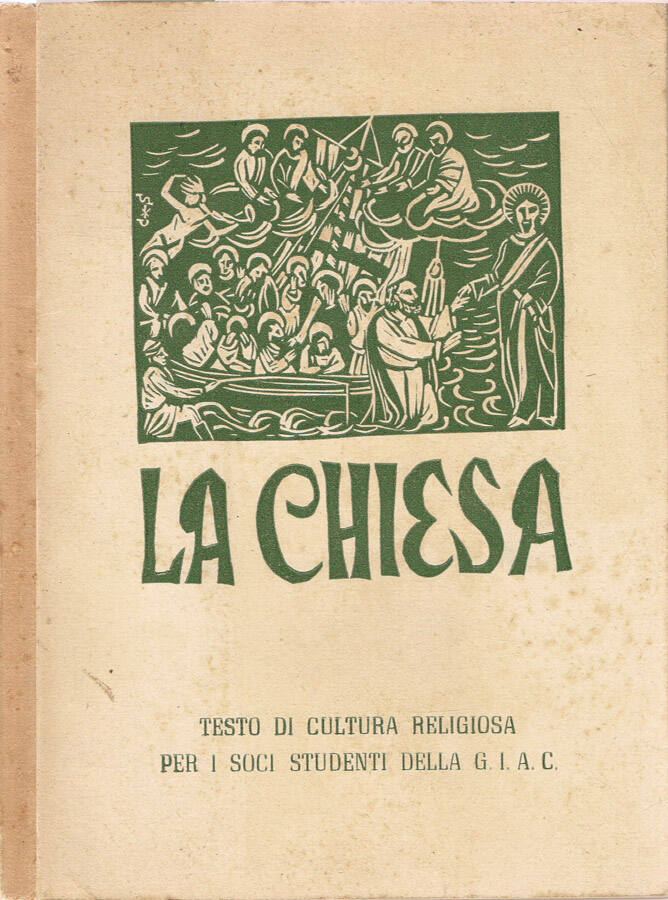 LA CHIESA
TESTO DI CULTURA RELIGIOSA
PER I SOCI STUDENTI DELLA G. I. A. C.